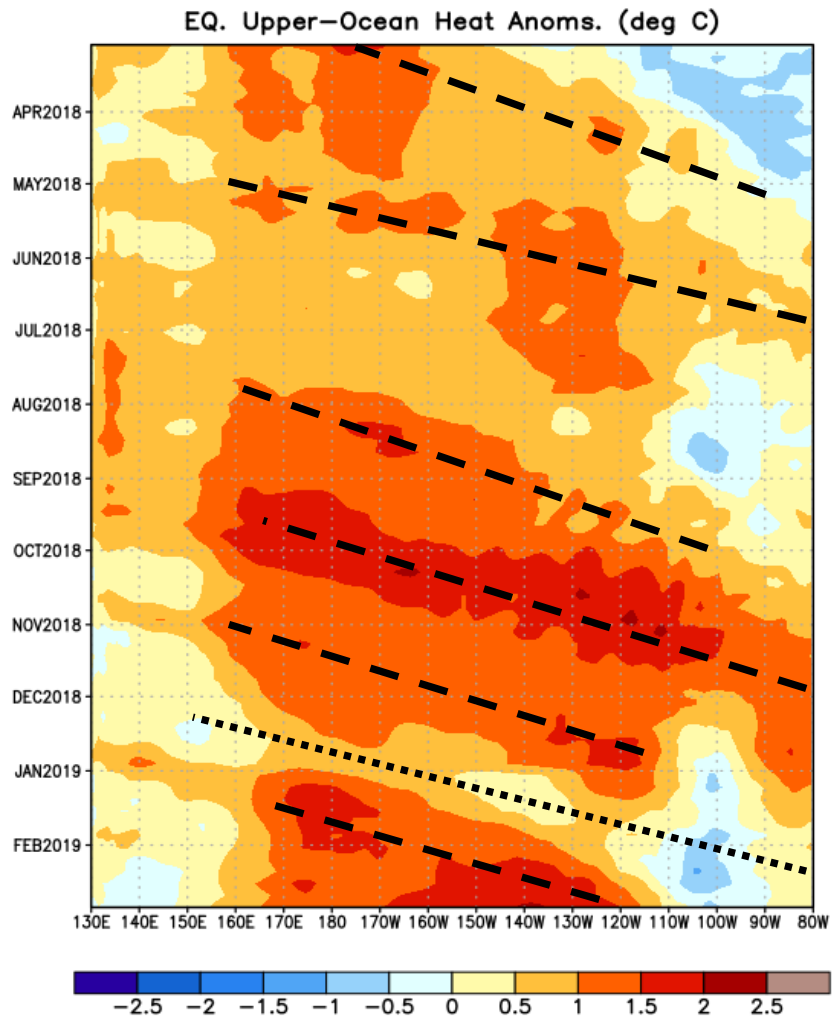 EQ. Upper-Ocean Heat Anoms. (deg C)
APR2018
MAY2018
JUN2018
JUL2018
AUG2018
SEP2018
OCT2018
NOV2018
DEC2018
JAN2019
FEB2019
130E 140E 150E 160E 170E 180 170W 160W 150W 140W 130W 120W 110W 100W 90W 80W
-2.5 -2 -1.5 -1 -0.5 0 0.5 1 1.5 2 2.5